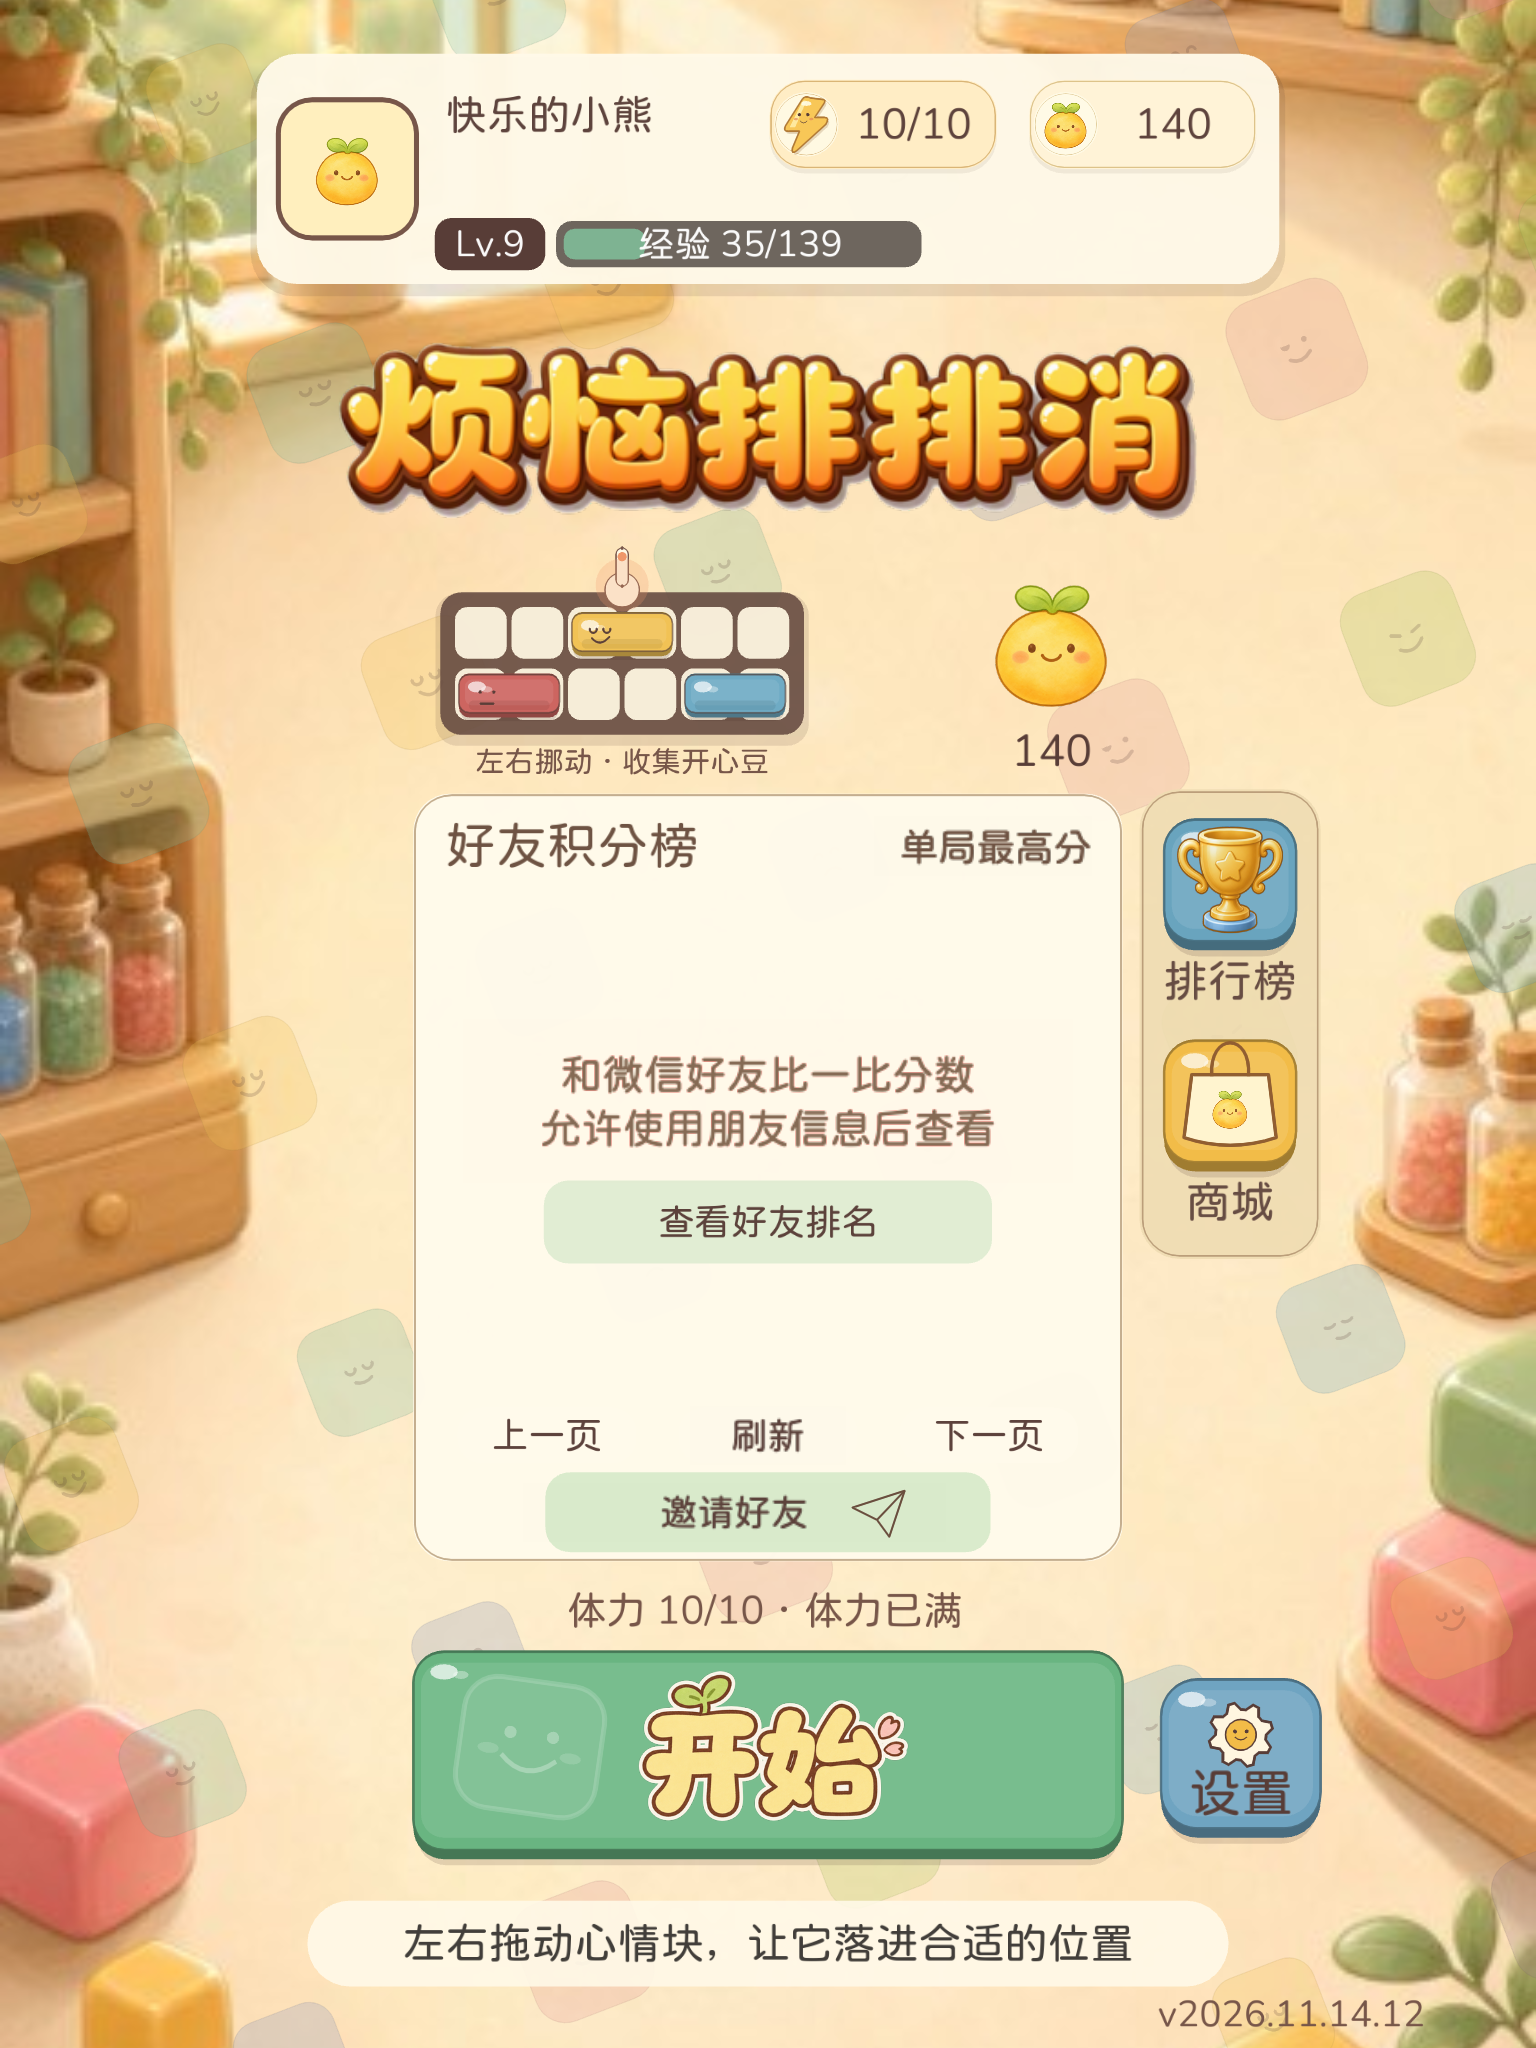 快乐的小熊
10/10
140
Lv.9
经验 35/139
烦恼排排消
左右挪动 · 收集开心豆
140
好友积分榜
单局最高分
排行榜
和微信好友比一比分数
允许使用朋友信息后查看
商城
查看好友排名
上一页
刷新
下一页
邀请好友
体力 10/10 · 体力已满
开始
设置
左右拖动心情块，让它落进合适的位置
v2026.11.14.12